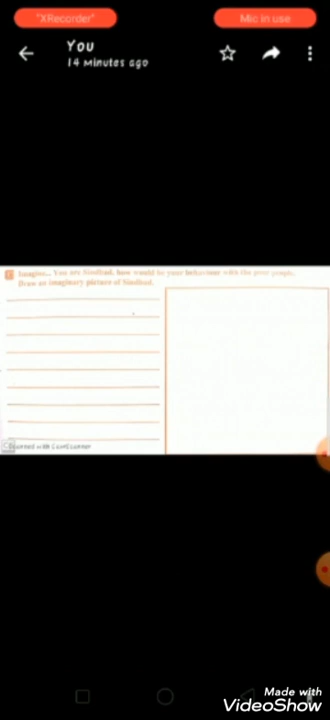 "XRecorder"
Mic in use
You
14 minutes ago
C Imagine... You are Sindbad, how would be your behaviour with the poor people.
Draw an imaginary picture of Sindbad.
CS Scanned with CamScanner
Made with
VideoShow